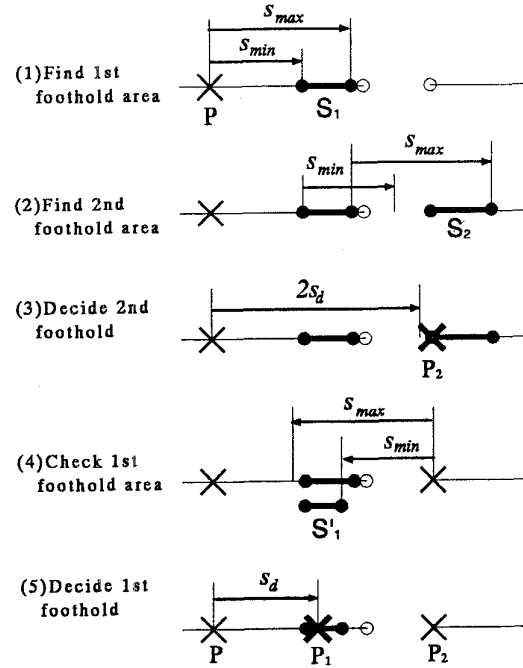 s_max
s_min
(1)Find 1st
foothold area
P
S_1
s_max
s_min
(2)Find 2nd
foothold area
S_2
(3)Decide 2nd
foothold
2s_d
P_2
s_max
s_min
(4)Check 1st
foothold area
S'_1
(5)Decide 1st
foothold
s_d
P
P_1
P_2